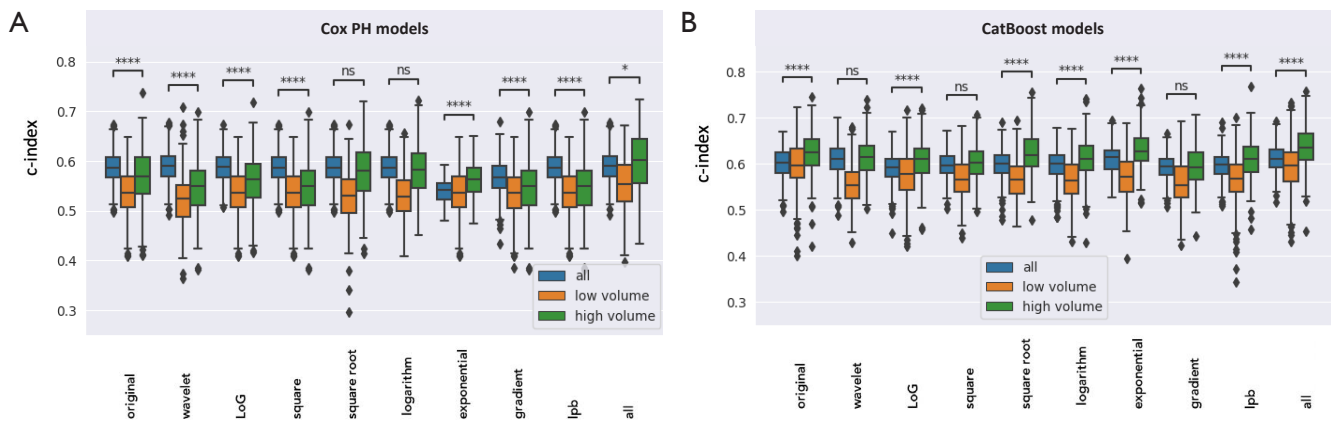 A
Cox PH models
c-index
0.8
0.7
0.6
0.5
0.4
0.3
****
****
****
****
ns
ns
****
****
****
*
all
low volume
high volume
original
wavelet
LoG
square
square root
logarithm
exponential
gradient
lpb
all
B
CatBoost models
c-index
0.8
0.7
0.6
0.5
0.4
0.3
****
ns
****
ns
****
****
****
ns
****
****
all
low volume
high volume
original
wavelet
LoG
square
square root
logarithm
exponential
gradient
lpb
all